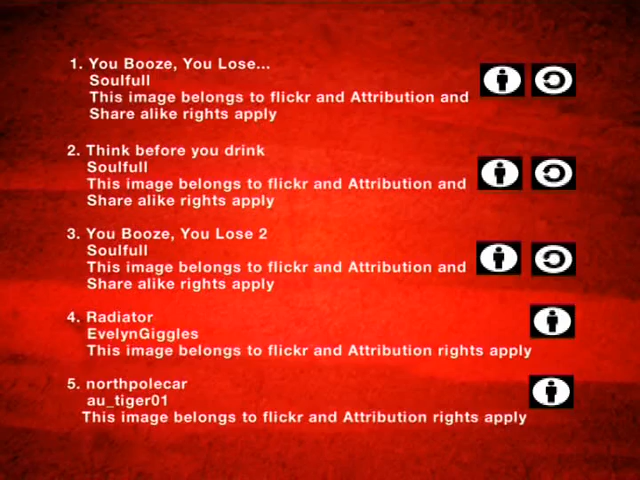 1. You Booze, You Lose...
Soulfull
This image belongs to flickr and Attribution and
Share alike rights apply
2. Think before you drink
Soulfull
This image belongs to flickr and Attribution and
Share alike rights apply
3. You Booze, You Lose 2
Soulfull
This image belongs to flickr and Attribution and
Share alike rights apply
4. Radiator
EvelynGiggles
This image belongs to flickr and Attribution rights apply
5. northpolecar
au_tiger01
This image belongs to flickr and Attribution rights apply